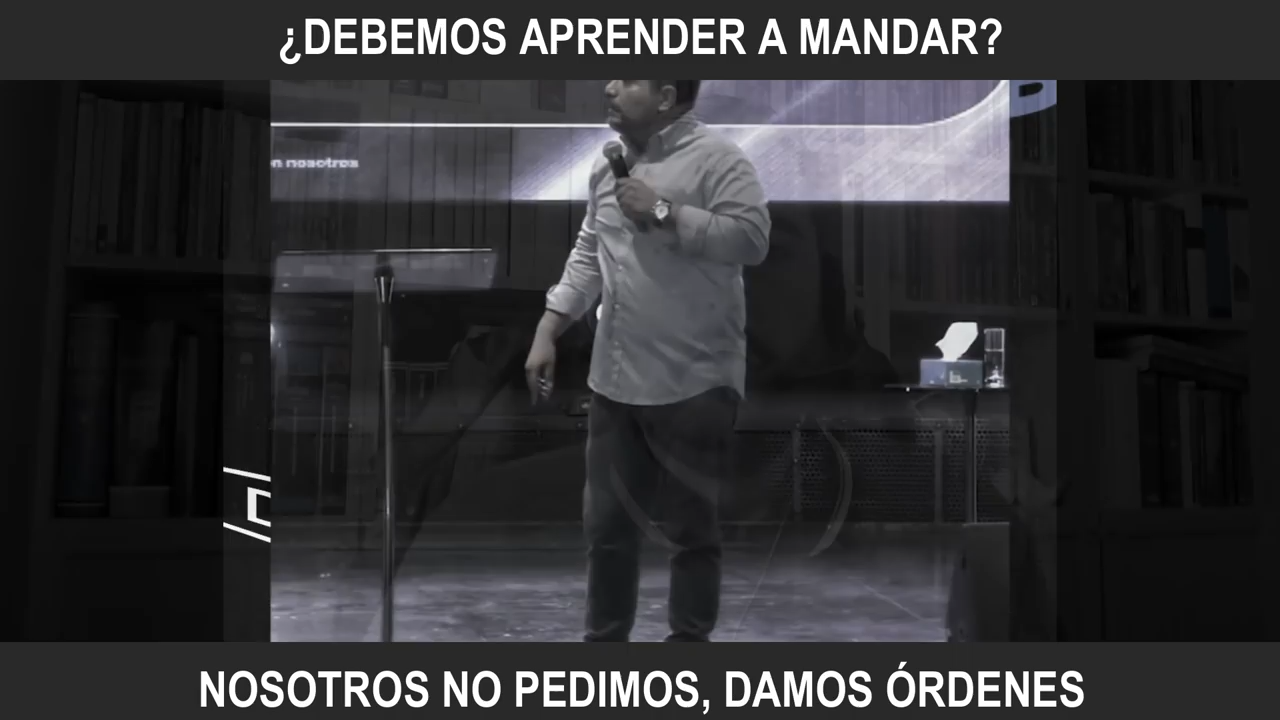 ¿DEBEMOS APRENDER A MANDAR?
nosotros
NOSOTROS NO PEDIMOS, DAMOS ÓRDENES